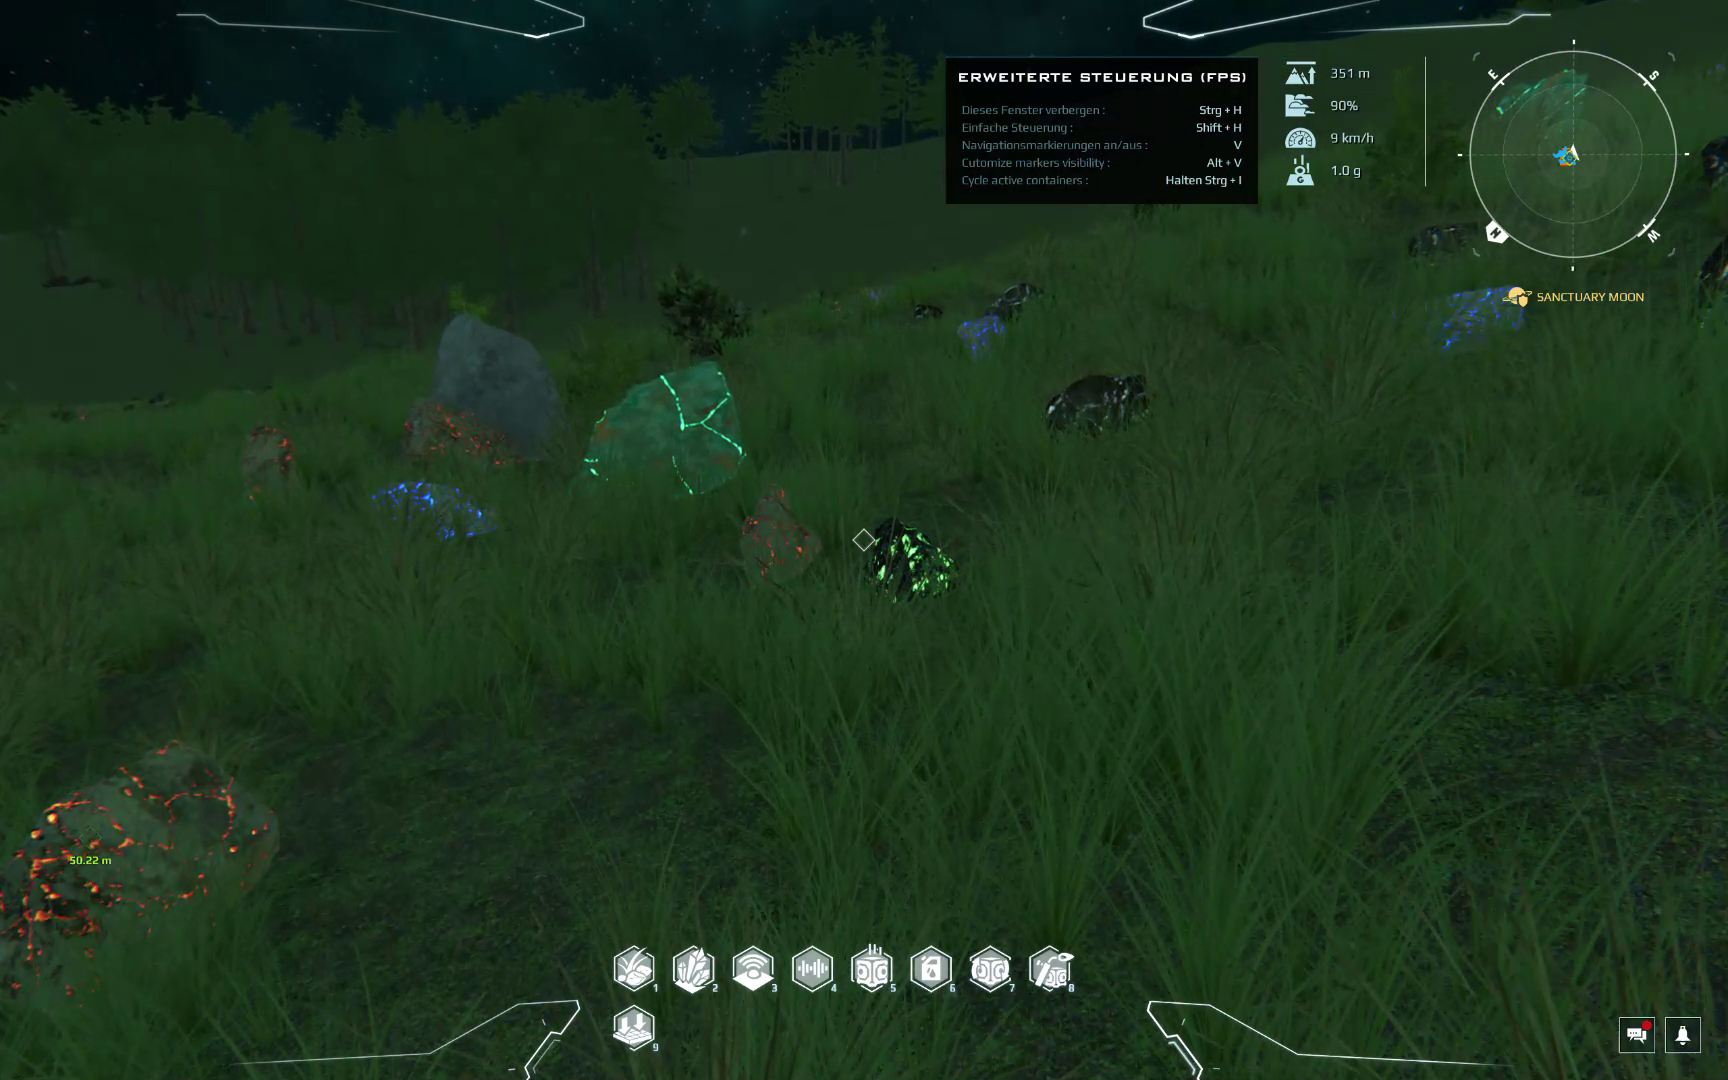 ERWEITERTE STEUERUNG (FPS)
Dieses Fenster verbergen : Strg + H
Einfache Steuerung : Shift + H
Navigationsmarkierungen an/aus : V
Cutomize markers visibility : Alt + V
Cycle active containers : Halten Strg + I
351 m
90%
9 km/h
1.0 g
G
E
S
N
W
SANCTUARY MOON
50.22 m
1
2
3
4
5
6
7
8
9